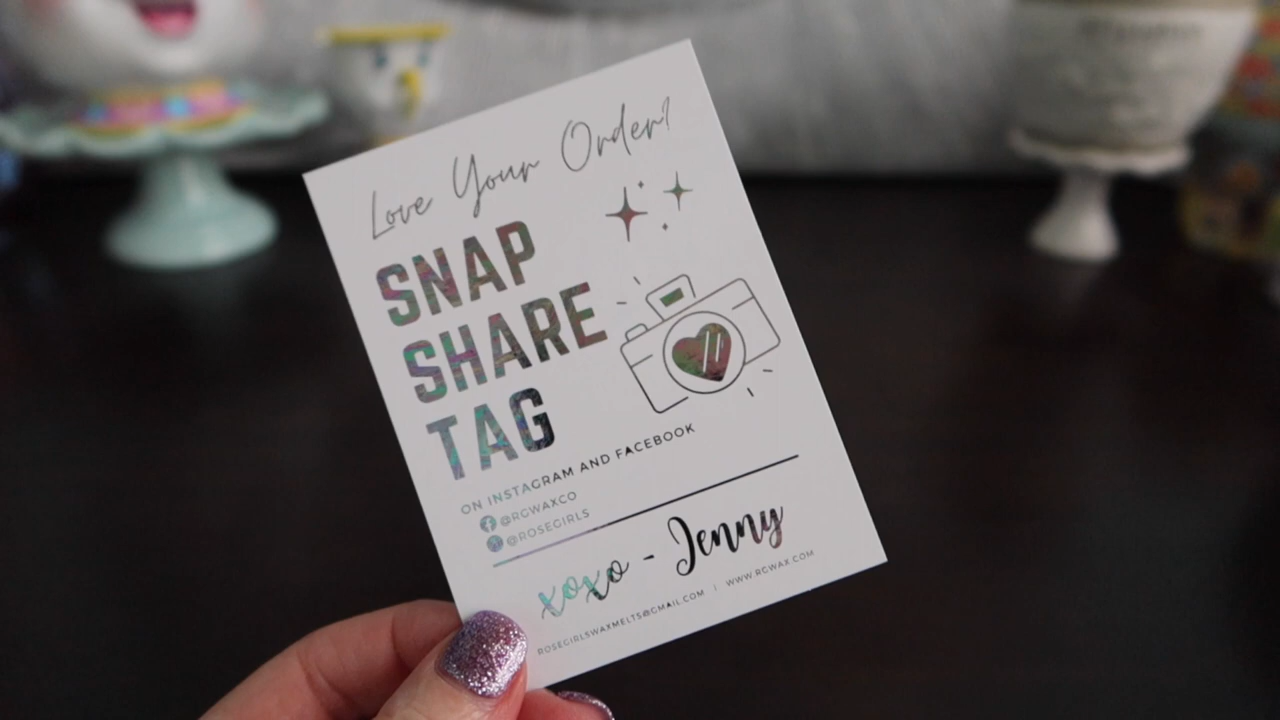 Love Your Order?
SNAP
SHARE
TAG
ON INSTAGRAM AND FACEBOOK
@RGWAXCO
@ROSEGIRLS
xoxo - Jenny
ROSEGIRLSWAXMELTS@GMAIL.COM | WWW.RGWAX.COM